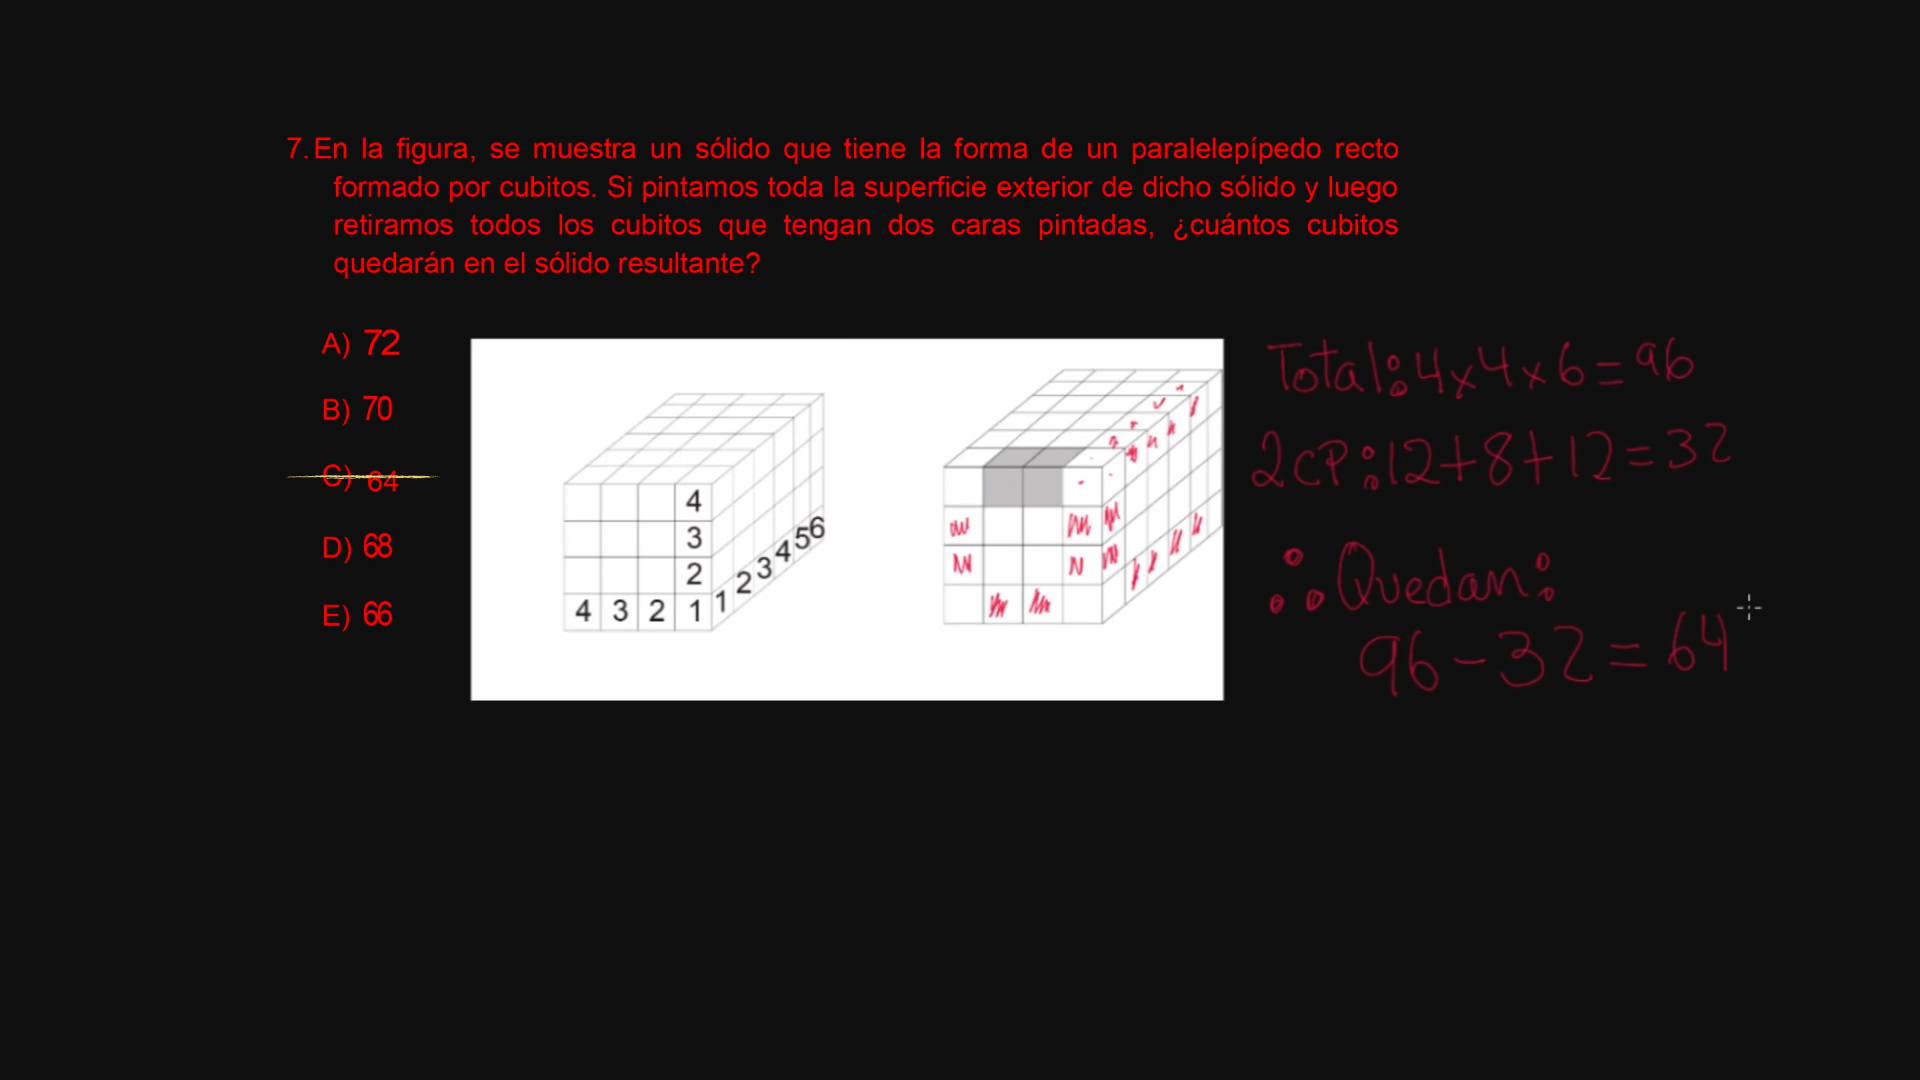 7. En la figura, se muestra un sólido que tiene la forma de un paralelepípedo recto
formado por cubitos. Si pintamos toda la superficie exterior de dicho sólido y luego
retiramos todos los cubitos que tengan dos caras pintadas, ¿cuántos cubitos
quedarán en el sólido resultante?
A) 72
B) 70
C) 64
D) 68
E) 66
4
3
2
4 3 2 1 1 2 3 4 5 6
Total: 4x4x6=96
2CP: 12+8+12=32
∴ Quedan:
96-32=64